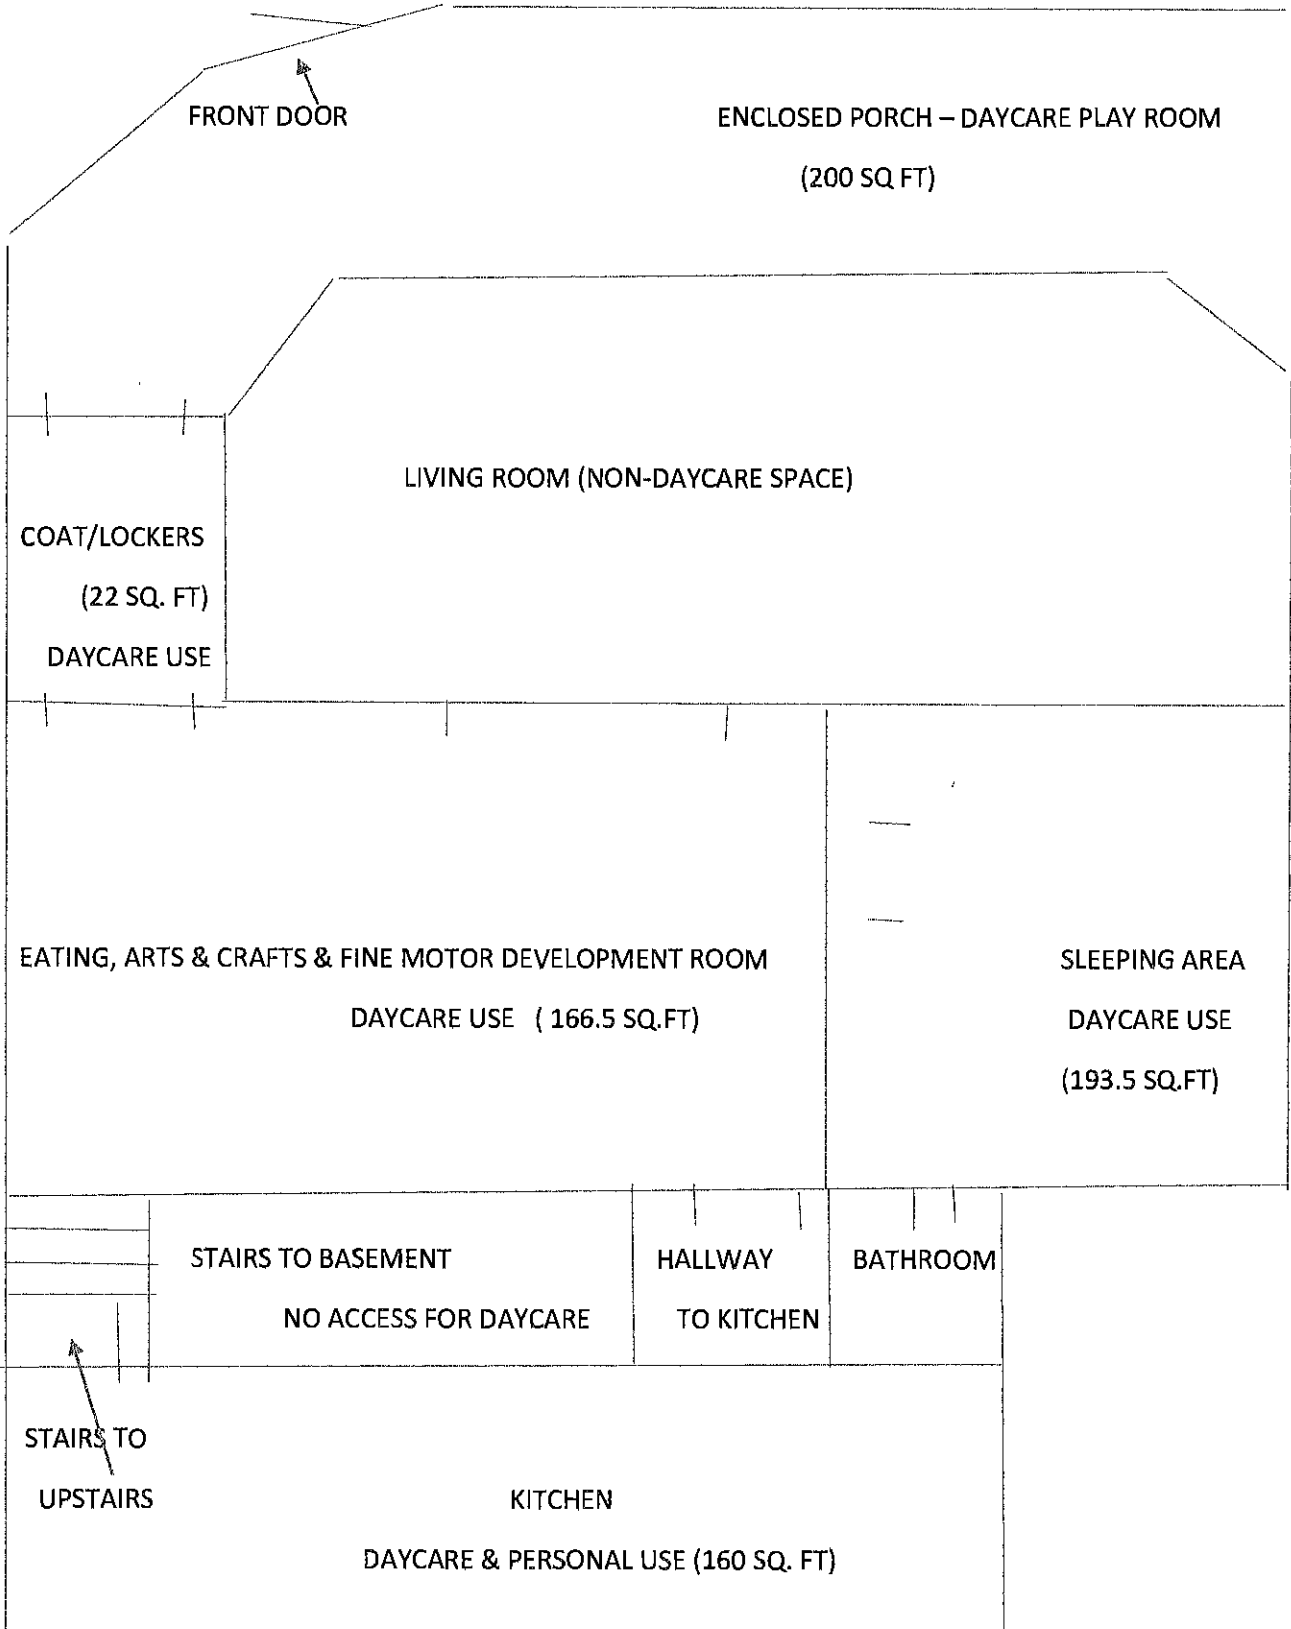 FRONT DOOR
ENCLOSED PORCH – DAYCARE PLAY ROOM
(200 SQ FT)
LIVING ROOM (NON-DAYCARE SPACE)
COAT/LOCKERS
(22 SQ. FT)
DAYCARE USE
EATING, ARTS & CRAFTS & FINE MOTOR DEVELOPMENT ROOM
DAYCARE USE ( 166.5 SQ.FT)
SLEEPING AREA
DAYCARE USE
(193.5 SQ.FT)
STAIRS TO BASEMENT
NO ACCESS FOR DAYCARE
HALLWAY
TO KITCHEN
BATHROOM
STAIRS TO
UPSTAIRS
KITCHEN
DAYCARE & PERSONAL USE (160 SQ. FT)